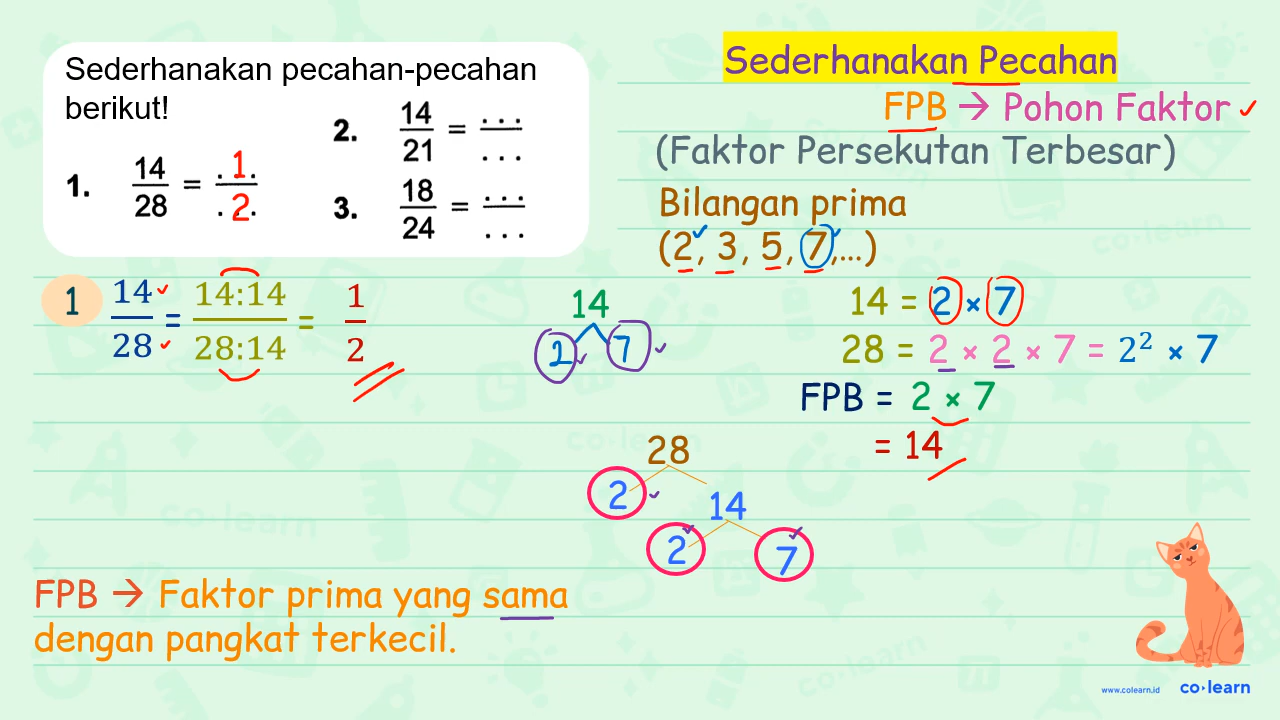 Sederhanakan pecahan-pecahan
berikut!
1. 14/28 = . 1 . / . 2 .
2. 14/21 = . . . / . . .
3. 18/24 = . . . / . . .
Sederhanakan Pecahan
FPB → Pohon Faktor
(Faktor Persekutan Terbesar)
Bilangan prima
(2, 3, 5, 7,...)
1 14/28 = 14:14/28:14 = 1/2
14
2 7
28
2 14
2 7
14 = 2 × 7
28 = 2 × 2 × 7 = 2² × 7
FPB = 2 × 7
= 14
FPB → Faktor prima yang sama
dengan pangkat terkecil.
www.colearn.id co·learn